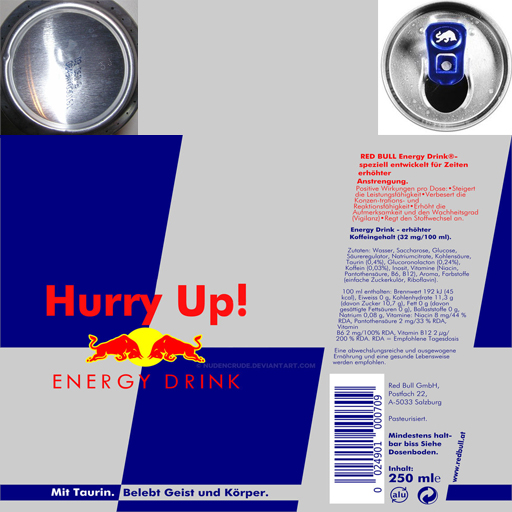 RED BULL Energy Drink®-
speziell entwickelt für Zeiten
erhöhter
Anstrengung.
Positive Wirkungen pro Dose:•Steigert
die Leistungsfähigkeit•Verbesert die
Konzen-trations- und
Reaktionsfähigkeit•Erhöht die
Aufmerksamkeit und den Wachheitsgrad
(Vigilanz)•Regt den Stoffwechsel an.
Energy Drink - erhöhter
Koffeingehalt (32 mg/100 ml).
Zutaten: Wasser, Saccharose, Glucose,
Säureregulator, Natriumcitrate, Kohlensäure,
Taurin (0,4%), Glucoronolacton (0,24%),
Koffein (0,03%), Inosit, Vitamine (Niacin,
Pantothensäure, B6, B12), Aroma, Farbstoffe
(einfache Zuckerkulör, Riboflavin).
100 ml enthalten: Brennwert 192 kJ (45
kcal), Eiweiss 0 g, Kohlenhydrate 11,3 g
(davon Zucker 10,7 g), Fett 0 g (davon
gesättigte Fettsäuren 0 g), Ballaststoffe 0 g,
Natrium 0,08 g, Vitamine: Niacin 8 mg/44 %
RDA, Pantothensäure 2 mg/33 % RDA,
Vitamin
B6 2 mg/100% RDA, Vitamin B12 2 µg/
200 % RDA. RDA = Empfohlene Tagesdosis
Eine abwechslungsreiche und ausgewogene
Ernährung und eine gesunde Lebensweise
werden empfohlen.
Hurry Up!
© NUDENCRUDE.DEVIANTART.COM
ENERGY DRINK
Red Bull GmbH,
Postfach 22,
A-5033 Salzburg
Pasteurisiert.
Mindestens halt-
bar biss Siehe
Dosenboden.
Inhalt:
250 ml℮
alu
www.redbull.at
0 024901 000709
Mit Taurin. Belebt Geist und Körper.